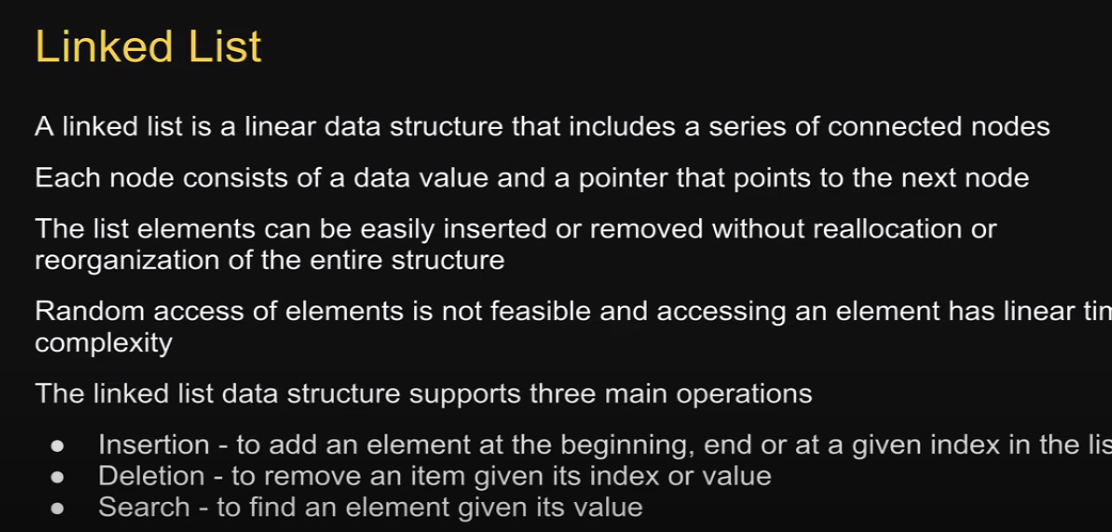 Linked List
A linked list is a linear data structure that includes a series of connected nodes
Each node consists of a data value and a pointer that points to the next node
The list elements can be easily inserted or removed without reallocation or
reorganization of the entire structure
Random access of elements is not feasible and accessing an element has linear
complexity
The linked list data structure supports three main operations
● Insertion - to add an element at the beginning, end or at a given index in the
● Deletion - to remove an item given its index or value
● Search - to find an element given its value